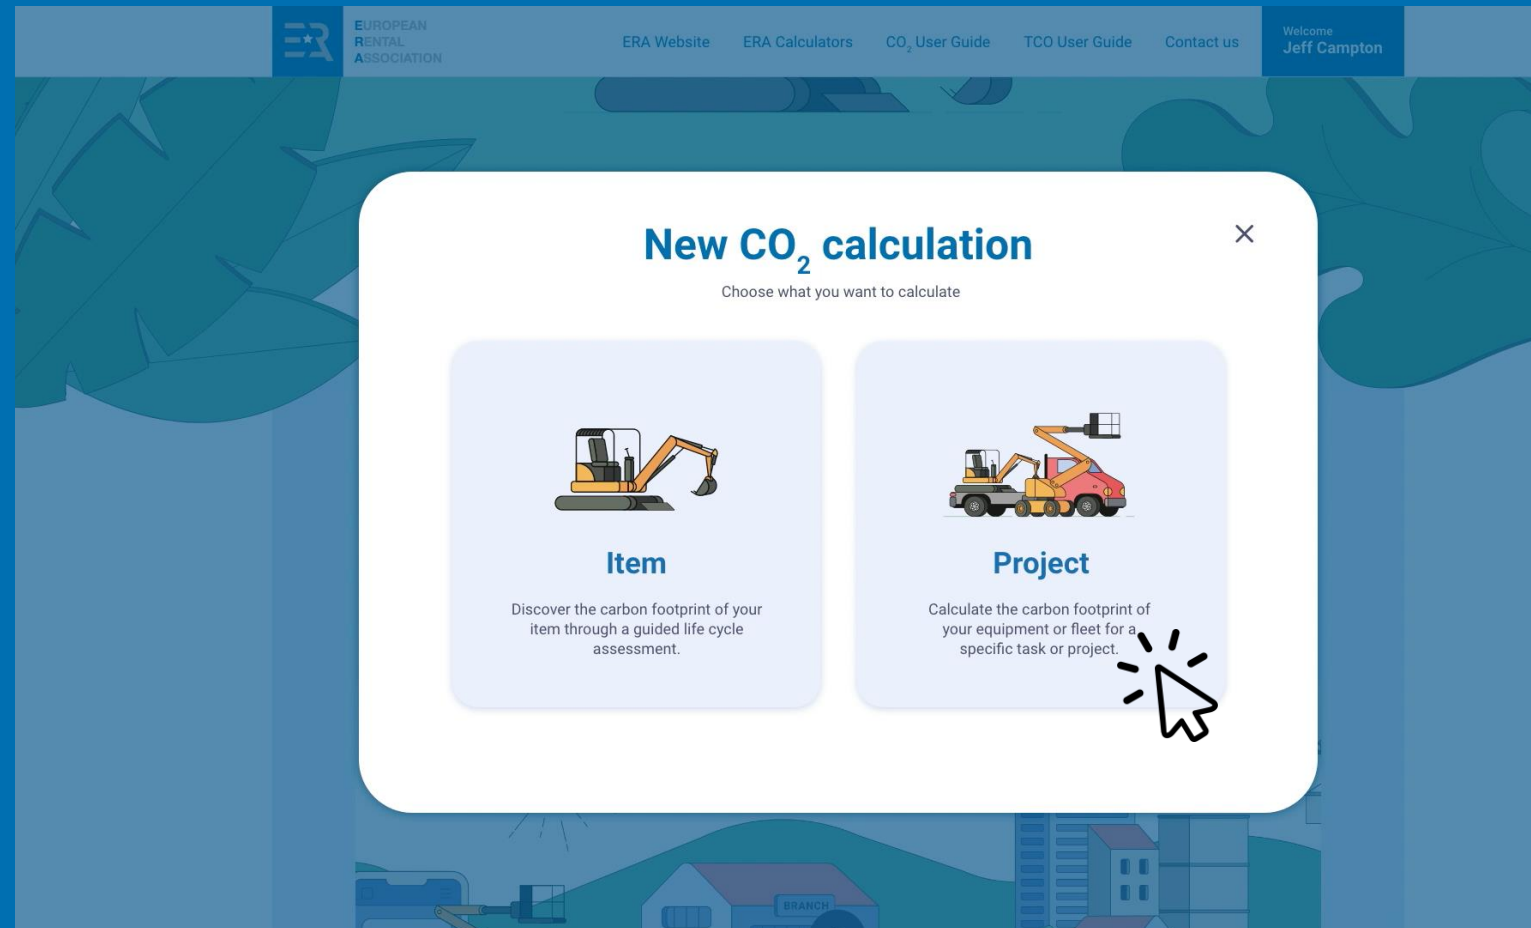 EUROPEAN
RENTAL
ASSOCIATION
ERA Website
ERA Calculators
CO₂ User Guide
TCO User Guide
Contact us
Welcome
Jeff Campton
New CO₂ calculation
Choose what you want to calculate
Item
Discover the carbon footprint of your
item through a guided life cycle
assessment.
Project
Calculate the carbon footprint of
your equipment or fleet for a
specific task or project.
BRANCH